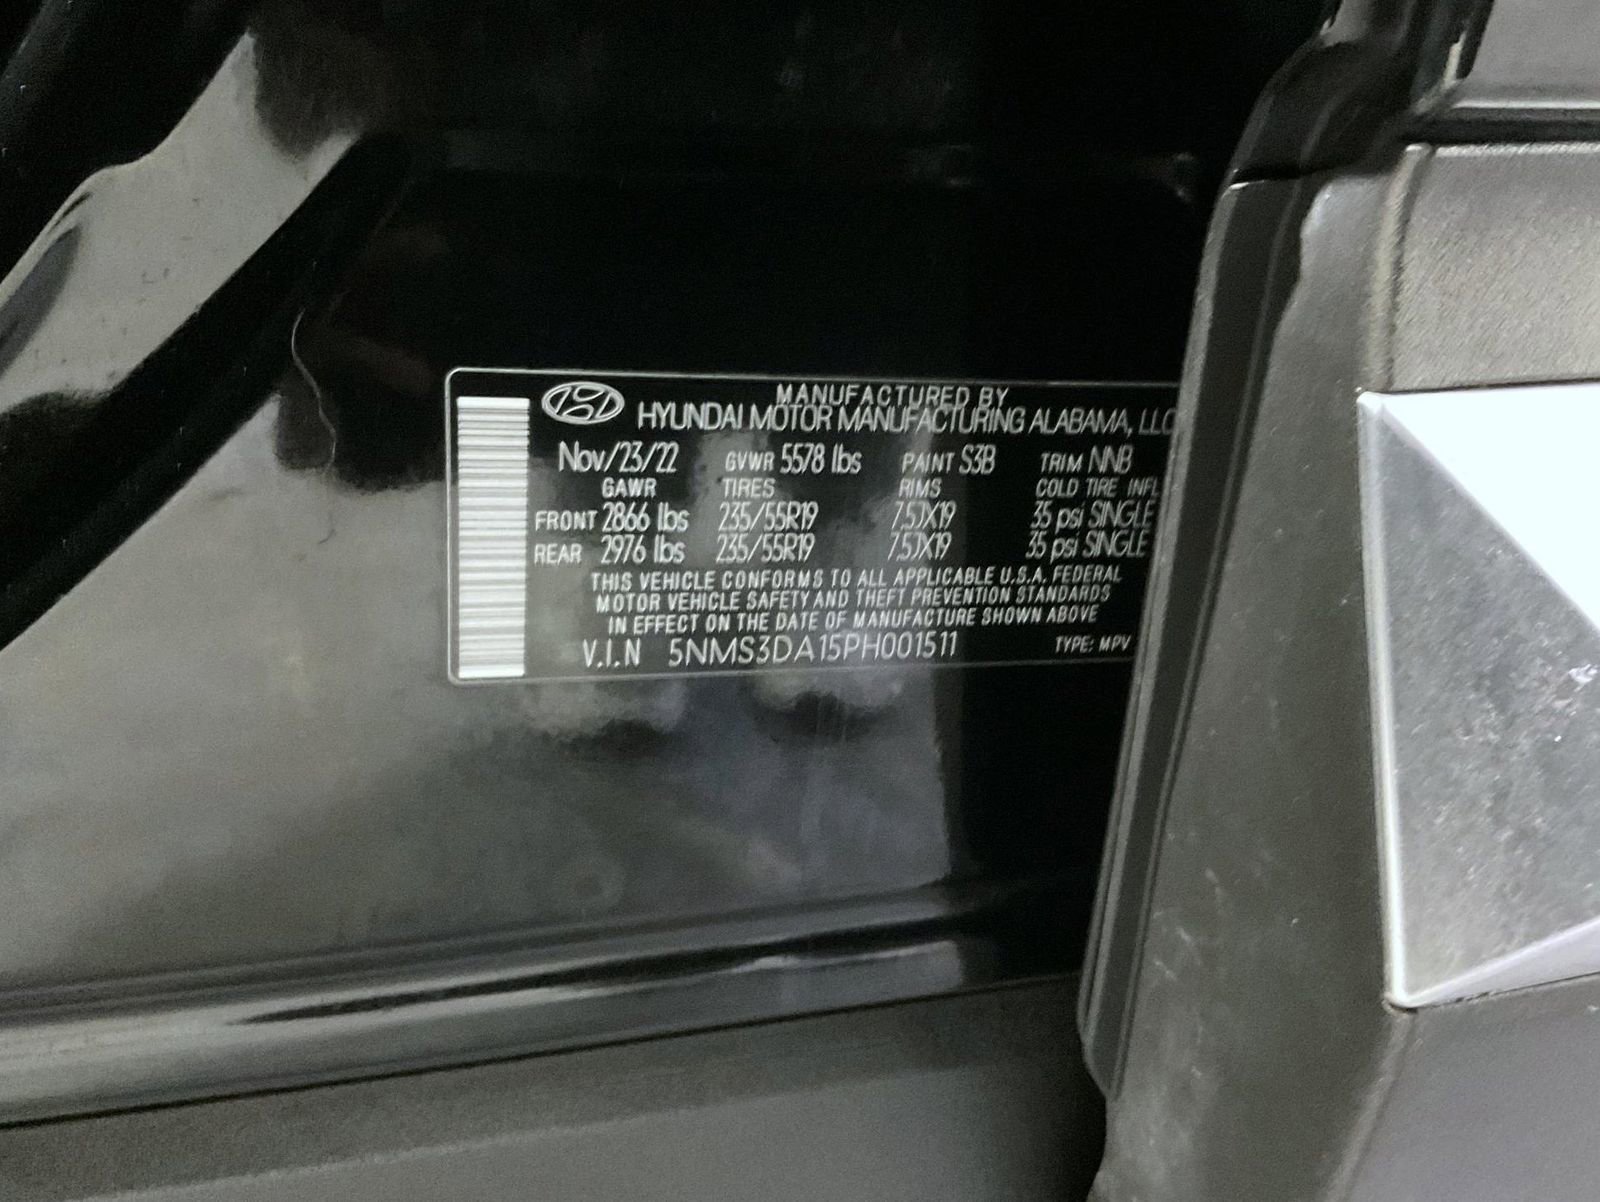 MANUFACTURED BY
HYUNDAI MOTOR MANUFACTURING ALABAMA, LLC
Nov/23/22 GVWR 5578 lbs PAINT S3B TRIM NNB
GAWR TIRES RIMS COLD TIRE INFL
FRONT 2866 lbs 235/55R19 7.5JX19 35 psi SINGLE
REAR 2976 lbs 235/55R19 7.5JX19 35 psi SINGLE
THIS VEHICLE CONFORMS TO ALL APPLICABLE U.S.A. FEDERAL
MOTOR VEHICLE SAFETY AND THEFT PREVENTION STANDARDS
IN EFFECT ON THE DATE OF MANUFACTURE SHOWN ABOVE
V.I.N 5NMS3DA15PH001511 TYPE: MPV